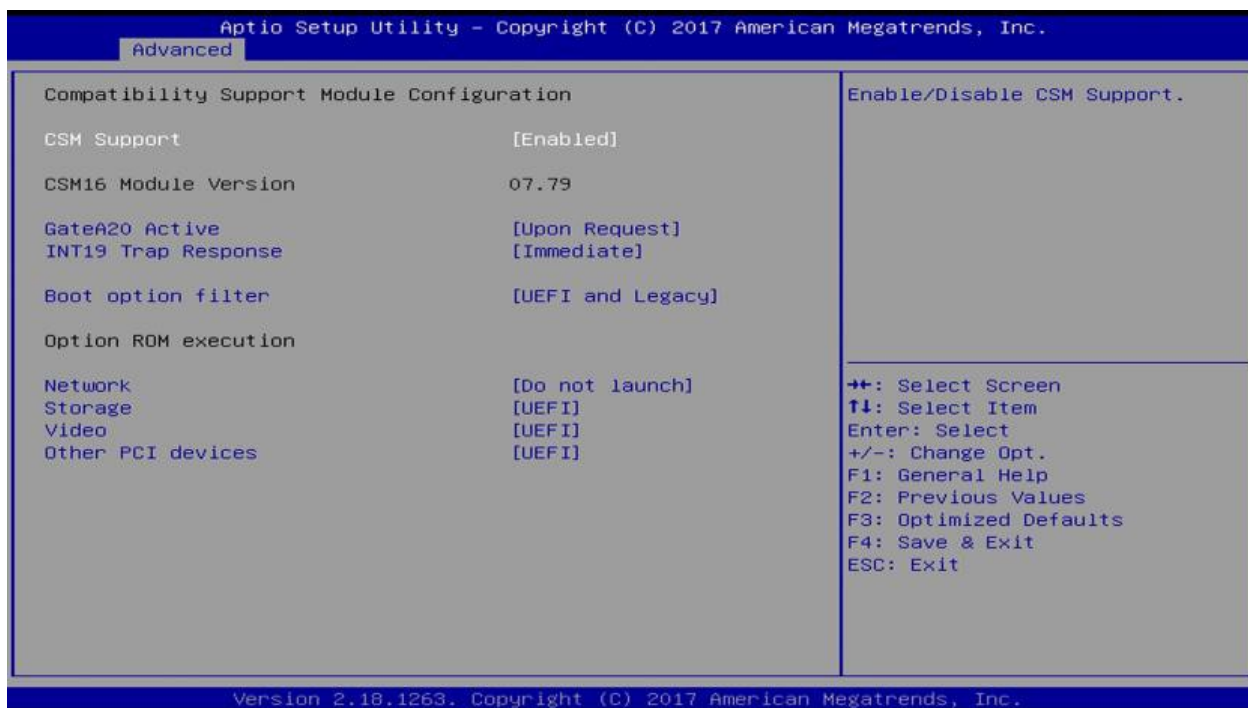 Aptio Setup Utility – Copyright (C) 2017 American Megatrends, Inc.
Advanced
Compatibility Support Module Configuration
CSM Support [Enabled]
CSM16 Module Version 07.79
GateA20 Active [Upon Request]
INT19 Trap Response [Immediate]
Boot option filter [UEFI and Legacy]
Option ROM execution
Network [Do not launch]
Storage [UEFI]
Video [UEFI]
Other PCI devices [UEFI]
Enable/Disable CSM Support.
→←: Select Screen
↑↓: Select Item
Enter: Select
+/-: Change Opt.
F1: General Help
F2: Previous Values
F3: Optimized Defaults
F4: Save & Exit
ESC: Exit
Version 2.18.1263. Copyright (C) 2017 American Megatrends, Inc.